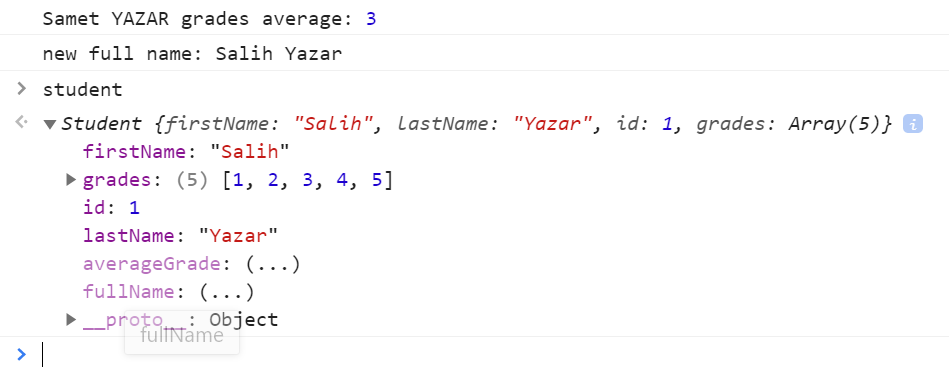 Samet YAZAR grades average: 3
new full name: Salih Yazar
> student
Student {firstName: "Salih", lastName: "Yazar", id: 1, grades: Array(5)} i
firstName: "Salih"
grades: (5) [1, 2, 3, 4, 5]
id: 1
lastName: "Yazar"
averageGrade: (...)
fullName: (...)
__proto__: Object
fullName
>